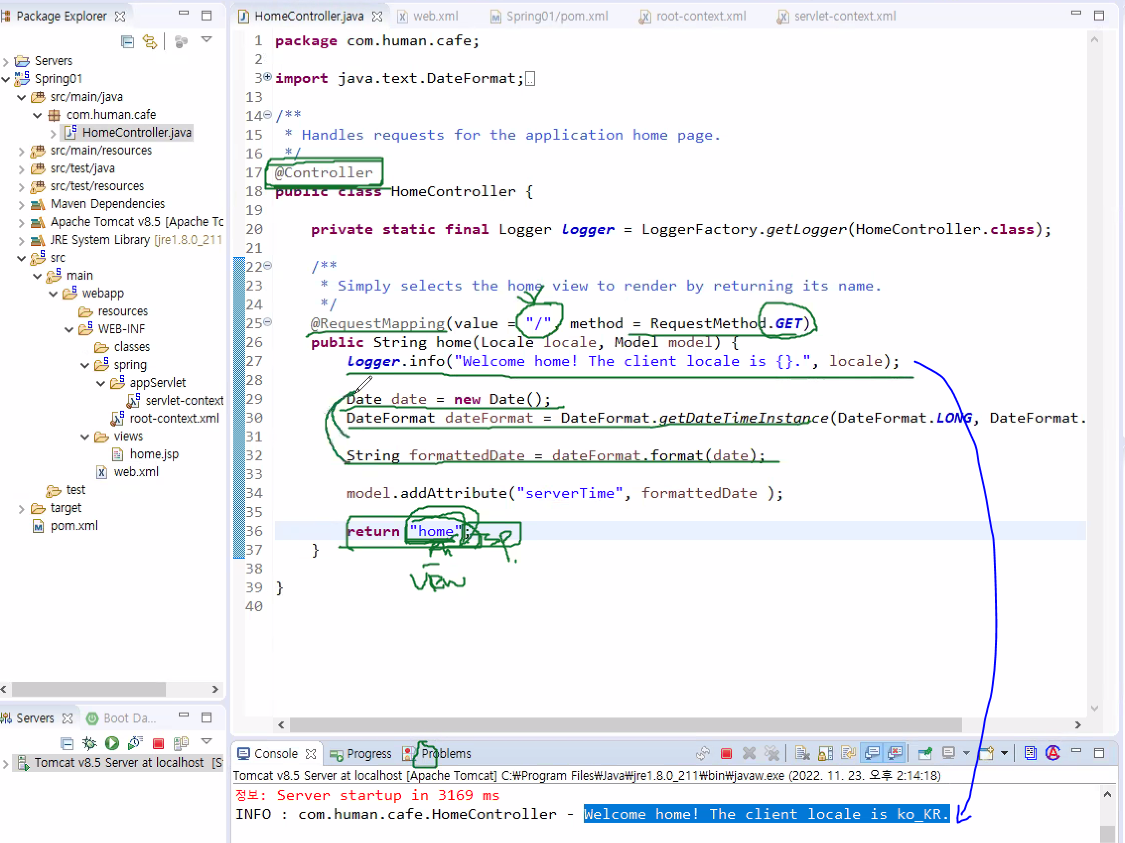 Package Explorer
HomeController.java
web.xml
Spring01/pom.xml
root-context.xml
servlet-context.xml
Servers
Spring01
src/main/java
com.human.cafe
HomeController.java
src/main/resources
src/test/java
src/test/resources
Maven Dependencies
Apache Tomcat v8.5 [Apache Tc
JRE System Library [jre1.8.0_211
src
main
webapp
resources
WEB-INF
classes
spring
appServlet
servlet-context
root-context.xml
views
home.jsp
web.xml
test
target
pom.xml
1 package com.human.cafe;
2
3 import java.text.DateFormat;
13
14 /**
15 * Handles requests for the application home page.
16 */
17 @Controller
18 public class HomeController {
19
20 private static final Logger logger = LoggerFactory.getLogger(HomeController.class);
21
22 /**
23 * Simply selects the home view to render by returning its name.
24 */
25 @RequestMapping(value = "/", method = RequestMethod.GET)
26 public String home(Locale locale, Model model) {
27 logger.info("Welcome home! The client locale is {}.", locale);
28
29 Date date = new Date();
30 DateFormat dateFormat = DateFormat.getDateTimeInstance(DateFormat.LONG, DateFormat.
31
32 String formattedDate = dateFormat.format(date);
33
34 model.addAttribute("serverTime", formattedDate );
35
36 return "home";
37 }
38
39 }
40
Servers
Boot Da...
Tomcat v8.5 Server at localhost [S
Console
Progress
Problems
Tomcat v8.5 Server at localhost [Apache Tomcat] C:₩Program Files₩Java₩jre1.8.0_211₩bin₩javaw.exe (2022. 11. 23. 오후 2:14:18)
정보: Server startup in 3169 ms
INFO : com.human.cafe.HomeController - Welcome home! The client locale is ko_KR.